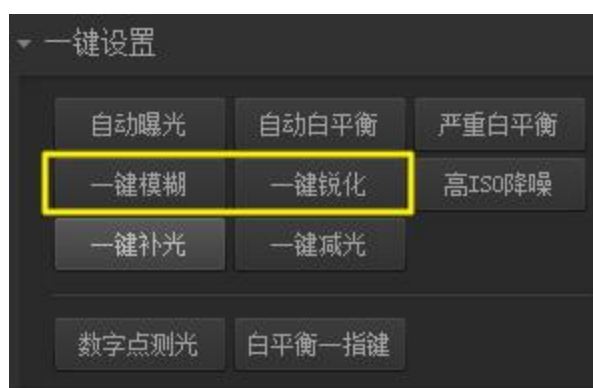 一键设置
自动曝光 自动白平衡 严重白平衡
一键模糊 一键锐化 高ISO降噪
一键补光 一键减光
数字点测光 白平衡一指键